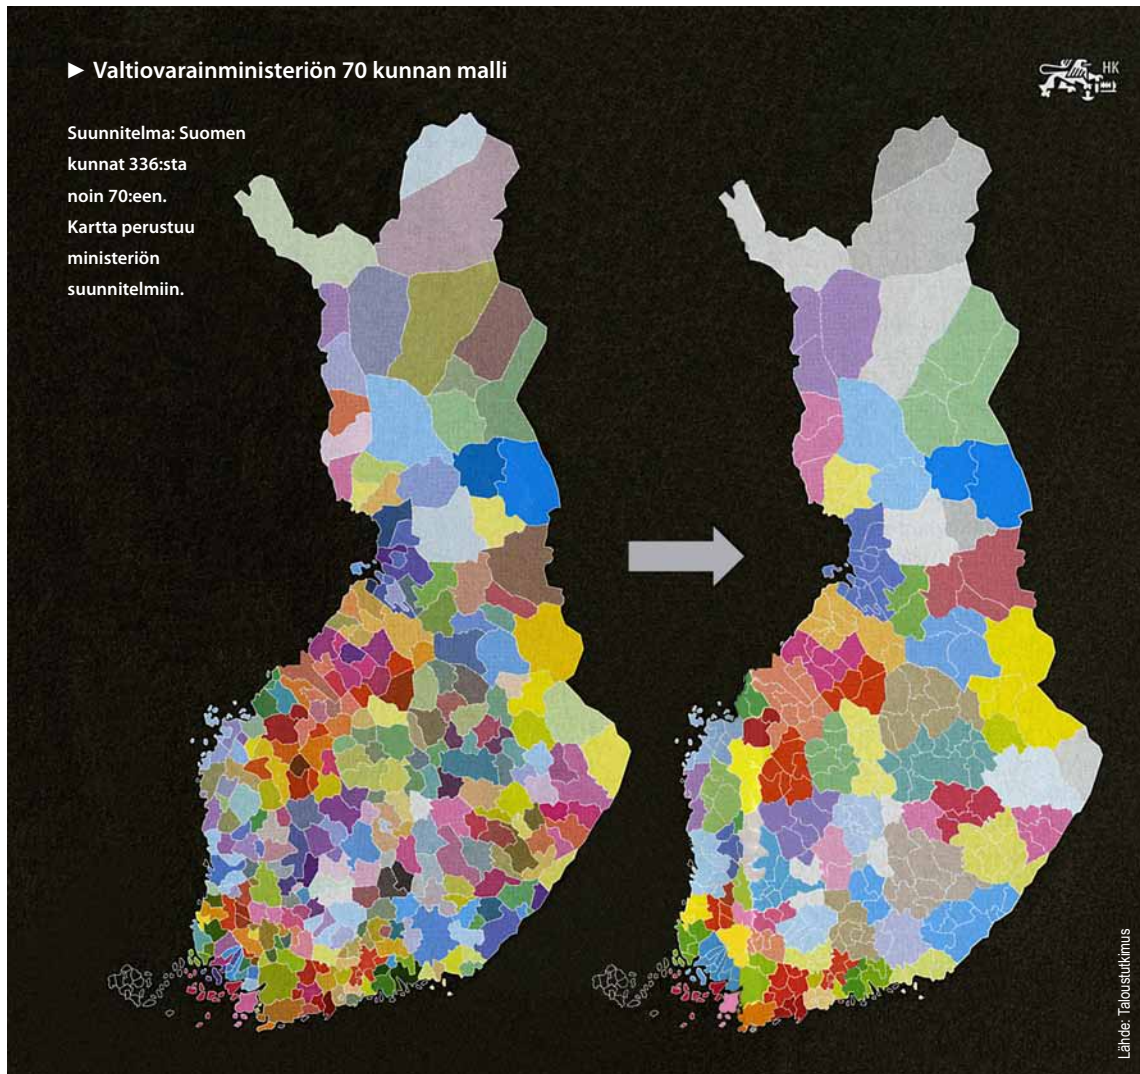 ► Valtiovarainministeriön 70 kunnan malli
HK
Suunnitelma: Suomen
kunnat 336:sta
noin 70:een.
Kartta perustuu
ministeriön
suunnitelmiin.
Lähde: Taloustutkimus